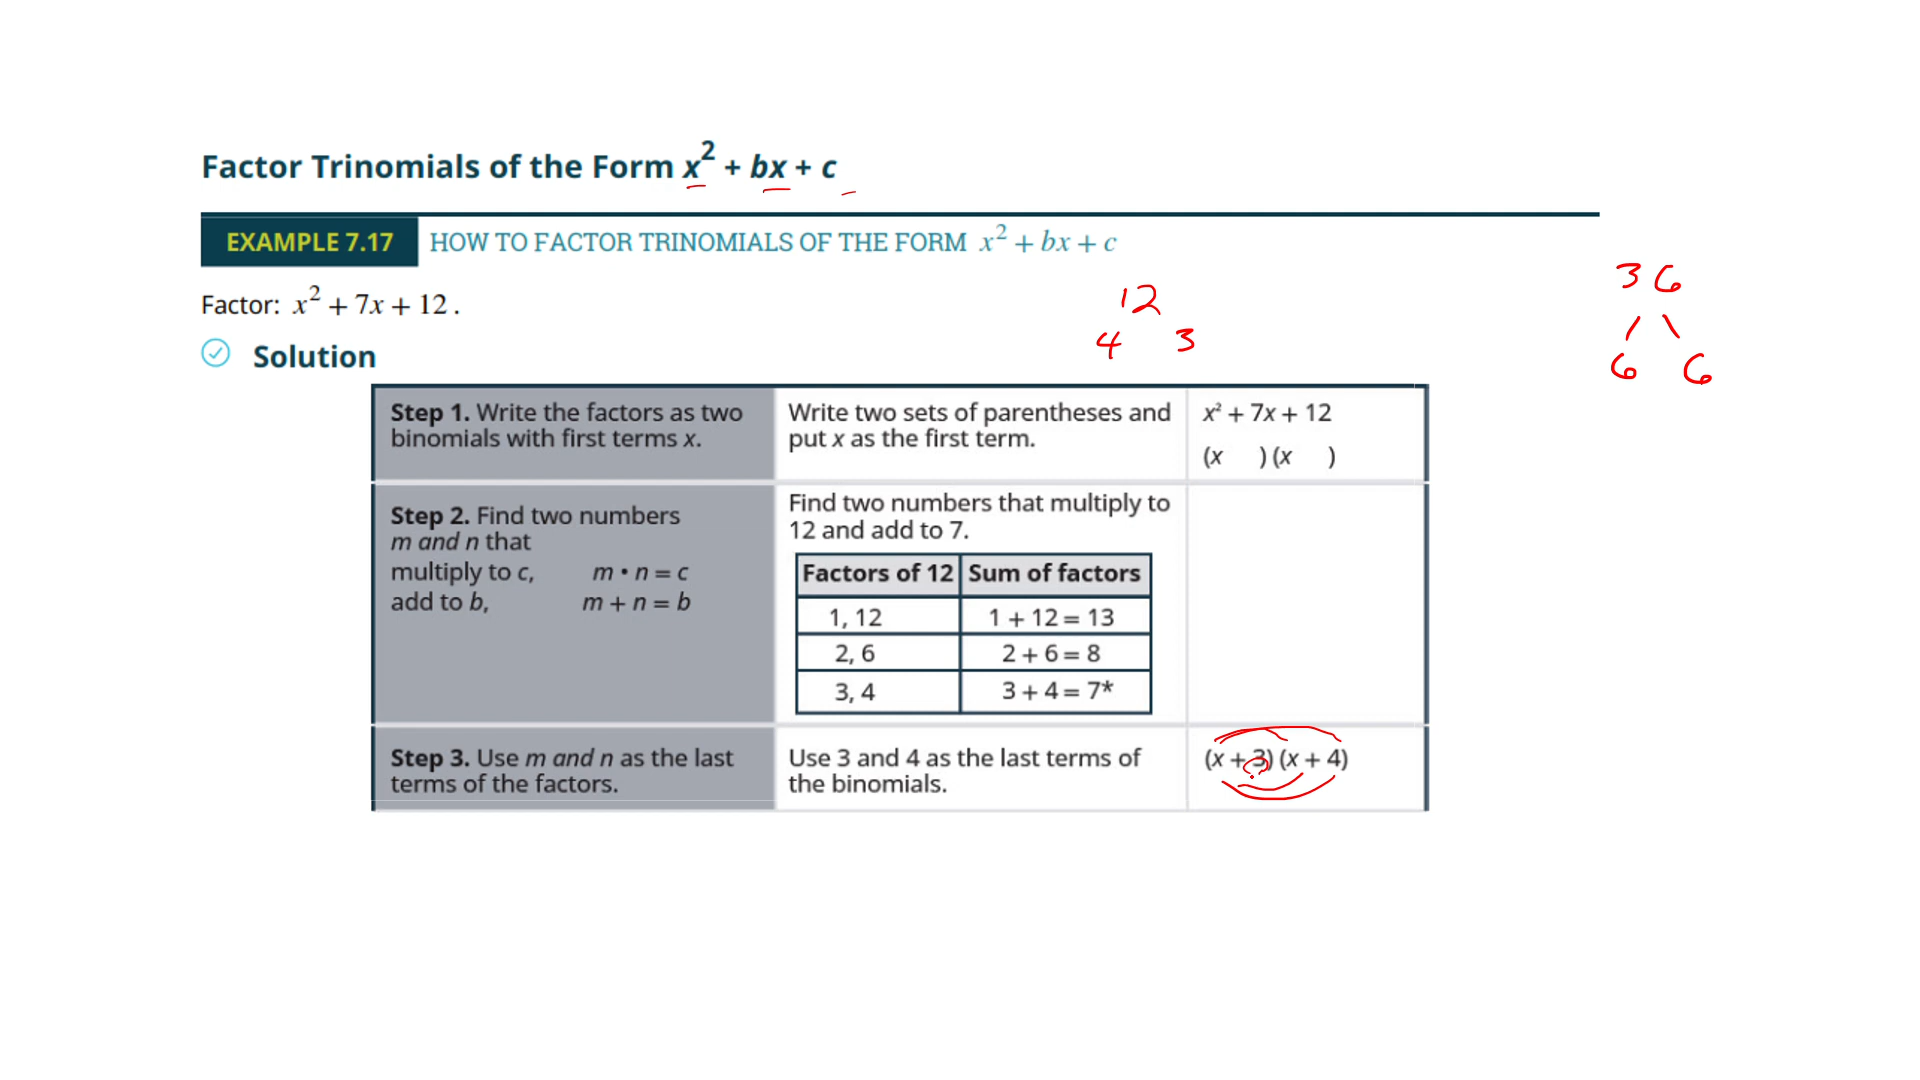 Factor Trinomials of the Form x² + bx + c
EXAMPLE 7.17 HOW TO FACTOR TRINOMIALS OF THE FORM x² + bx + c
Factor: x² + 7x + 12 .
Solution
12
4 3
36
6 6
Step 1. Write the factors as two
binomials with first terms x.
Write two sets of parentheses and
put x as the first term.
x² + 7x + 12
(x )(x )
Step 2. Find two numbers
m and n that
multiply to c, m • n = c
add to b, m + n = b
Find two numbers that multiply to
12 and add to 7.
Factors of 12 Sum of factors
1, 12 1 + 12 = 13
2, 6 2 + 6 = 8
3, 4 3 + 4 = 7*
Step 3. Use m and n as the last
terms of the factors.
Use 3 and 4 as the last terms of
the binomials.
(x + 3)(x + 4)